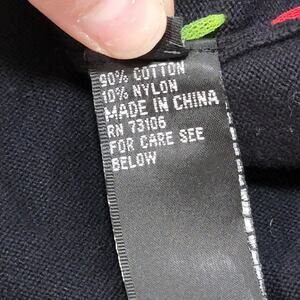 90% COTTON
10% NYLON
MADE IN CHINA
RN 73106
FOR CARE SEE
BELOW